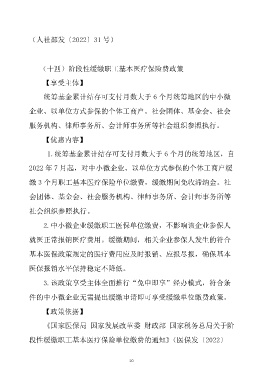 （人社部发〔2022〕31号）
（十四）阶段性缓缴职工基本医疗保险费政策
【享受主体】
统筹基金累计结存可支付月数大于6个月统筹地区的中小微
企业、以单位方式参保的个体工商户。社会团体、基金会、社会
服务机构、律师事务所、会计师事务所等社会组织参照执行。
【优惠内容】
1.统筹基金累计结存可支付月数大于6个月的统筹地区，自
2022年7月起，对中小微企业、以单位方式参保的个体工商户缓
缴3个月职工基本医疗保险单位缴费，缓缴期间免收滞纳金。社
会团体、基金会、社会服务机构、律师事务所、会计师事务所等
社会组织参照执行。
2.中小微企业缓缴职工医保单位缴费，不影响该企业参保人
就医正常报销医疗费用。缓缴期间，相关企业参保人发生的符合
基本医保政策规定的医疗费用应及时报销、应报尽报，确保基本
医保报销水平保持稳定不降低。
3.该政策享受主体全面推行“免申即享”经办模式，符合条
件的中小微企业无需提出缓缴申请即可享受缓缴单位缴费政策。
【政策依据】
《国家医保局 国家发展改革委 财政部 国家税务总局关于阶
段性缓缴职工基本医疗保险单位缴费的通知》（医保发〔2022〕